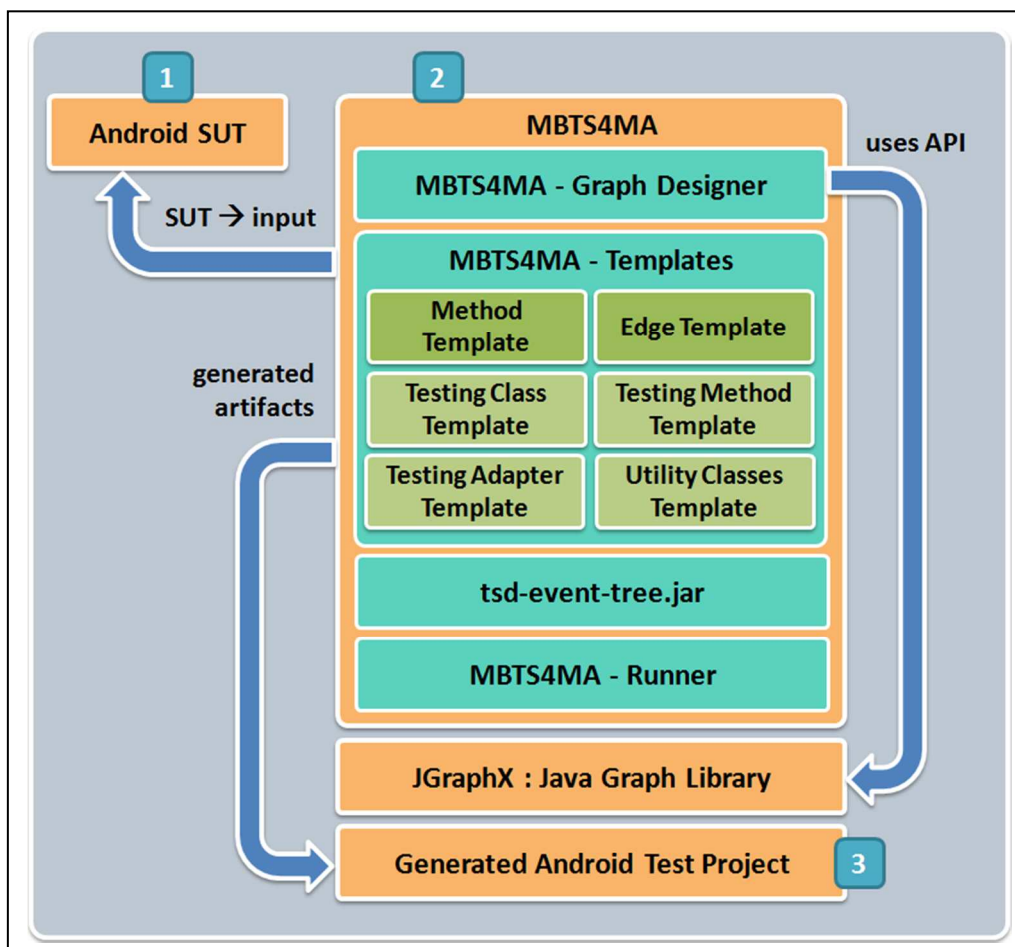 1
Android SUT
SUT → input
generated
artifacts
2
MBTS4MA
MBTS4MA - Graph Designer
MBTS4MA - Templates
Method
Template
Edge Template
Testing Class
Template
Testing Method
Template
Testing Adapter
Template
Utility Classes
Template
tsd-event-tree.jar
MBTS4MA - Runner
uses API
JGraphX : Java Graph Library
Generated Android Test Project
3